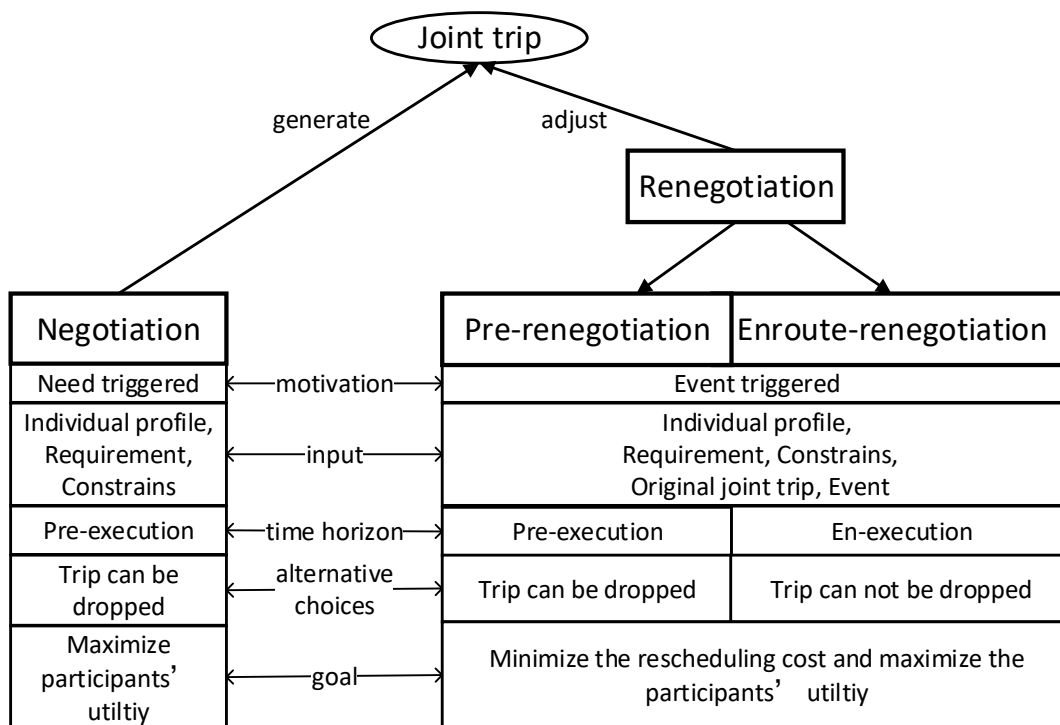 Joint trip
generate
adjust
Renegotiation
Negotiation
Pre-renegotiation
Enroute-renegotiation
Need triggered
motivation
Event triggered
Individual profile,
Requirement,
Constrains
input
Individual profile,
Requirement, Constrains,
Original joint trip, Event
Pre-execution
time horizon
Pre-execution
En-execution
Trip can be
dropped
alternative
choices
Trip can be dropped
Trip can not be dropped
Maximize
participants’
utiltiy
goal
Minimize the rescheduling cost and maximize the
participants’ utiltiy